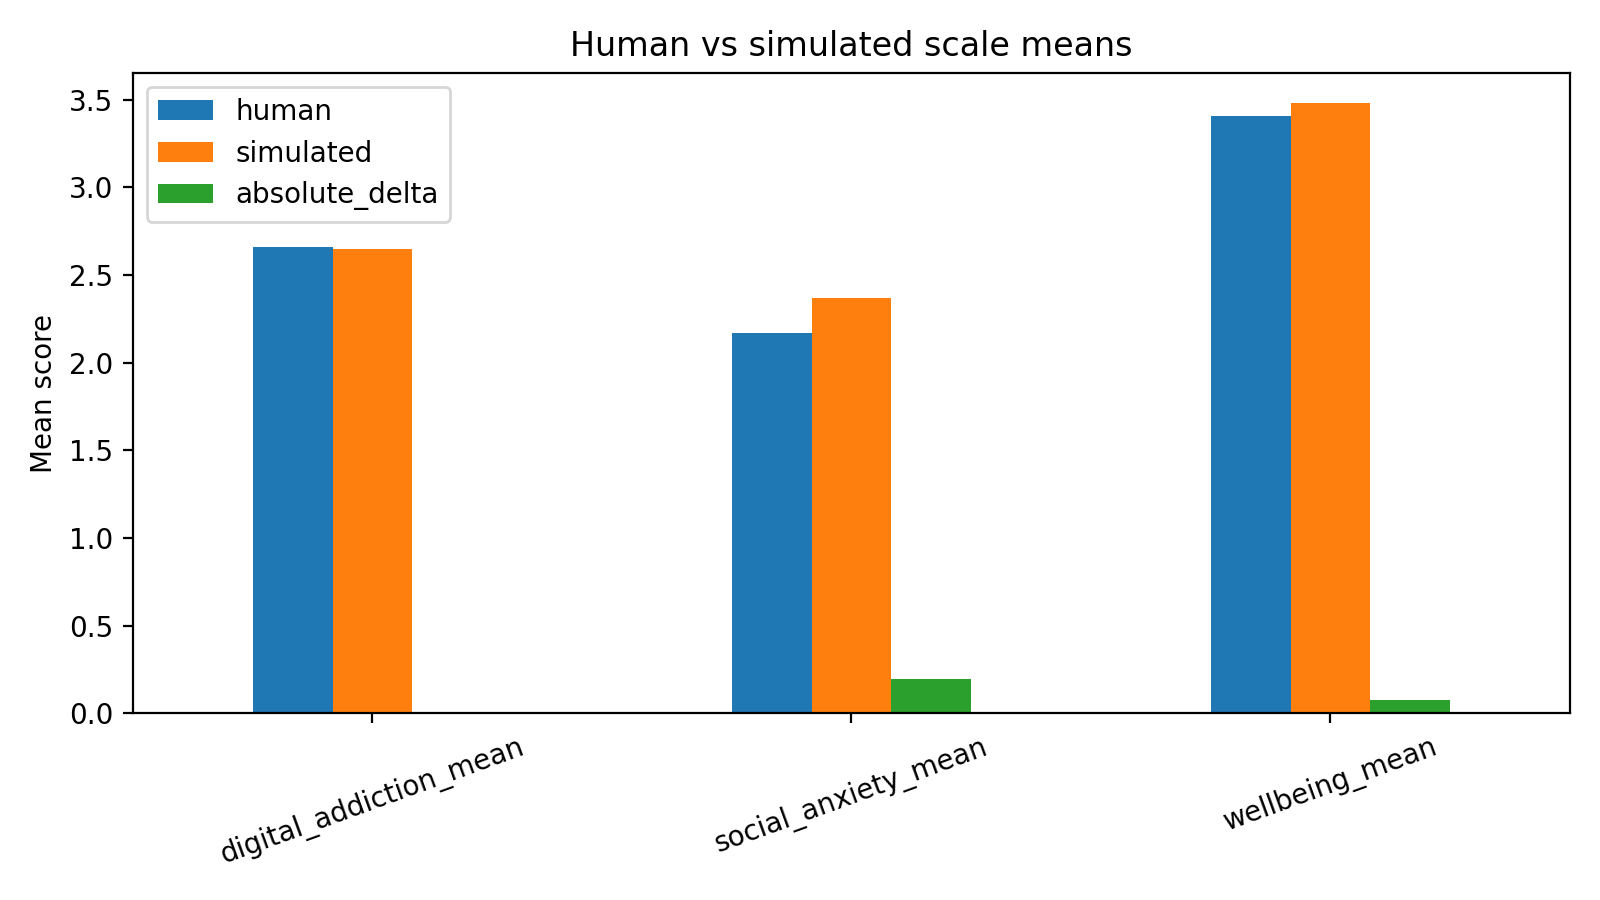 Human vs simulated scale means
human
simulated
absolute_delta
Mean score
3.5
3.0
2.5
2.0
1.5
1.0
0.5
0.0
digital_addiction_mean
social_anxiety_mean
wellbeing_mean